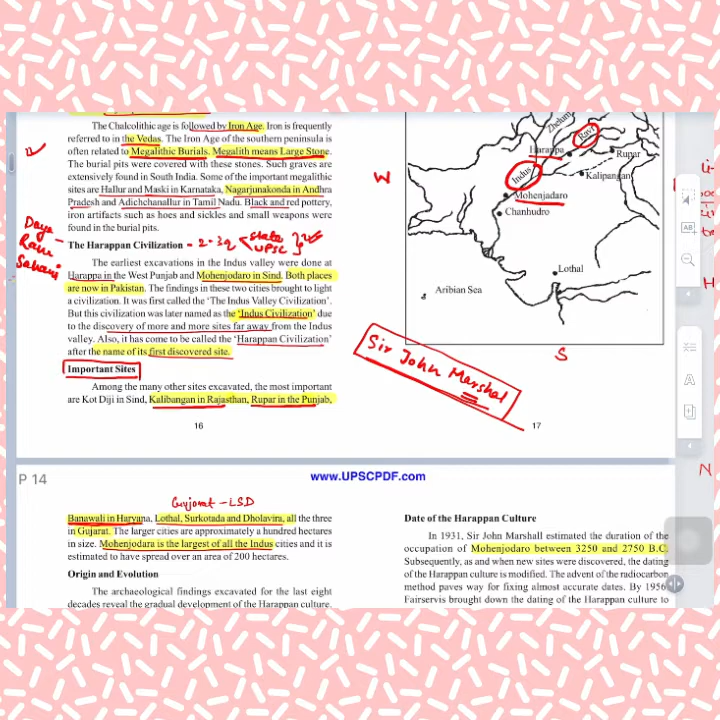 The Chalcolithic age is followed by Iron Age. Iron is frequently
referred to in the Vedas. The Iron Age of the southern peninsula is
often related to Megalithic Burials. Megalith means Large Stone.
The burial pits were covered with these stones. Such graves are
extensively found in South India. Some of the important megalithic
sites are Hallur and Maski in Karnataka, Nagarjunakonda in Andhra
Pradesh and Adichchanallur in Tamil Nadu. Black and red pottery,
iron artifacts such as hoes and sickles and small weapons were
found in the burial pits.
Daya
Ram
Sahani
The Harappan Civilization = 2-3q
State
UPSC
The earliest excavations in the Indus valley were done at
Harappa in the West Punjab and Mohenjodaro in Sind. Both places
are now in Pakistan. The findings in these two cities brought to light
a civilization. It was first called the 'The Indus Valley Civilization'.
But this civilization was later named as the 'Indus Civilization'
due to the discovery of more and more sites far away from the Indus
valley. Also, it has come to be called the 'Harappan Civilization'
after the name of its first discovered site.
Important Sites
Among the many other sites excavated, the most important
are Kot Diji in Sind, Kalibangan in Rajasthan, Rupar in the Punjab,
16
Zhelum
Ravi
Harappa
Rupar
Indus
Kalipangan
W
Mohenjadaro
Chanhudro
Lothal
Aribian Sea
S
Sir John Marshal
17
H
N
P 14
www.UPSCPDF.com
Gujarat - LSD
Banawali in Haryana, Lothal, Surkotada and Dholavira, all the three
in Gujarat. The larger cities are approximately a hundred hectares
in size. Mohenjodara is the largest of all the Indus cities and it is
estimated to have spread over an area of 200 hectares.
Origin and Evolution
The archaeological findings excavated for the last eight
decades reveal the gradual development of the Harappan culture.
Date of the Harappan Culture
In 1931, Sir John Marshall estimated the duration of the
occupation of Mohenjodaro between 3250 and 2750 B.C.
Subsequently, as and when new sites were discovered, the dating
of the Harappan culture is modified. The advent of the radiocarbon
method paves way for fixing almost accurate dates. By 1956
Fairservis brought down the dating of the Harappan culture to